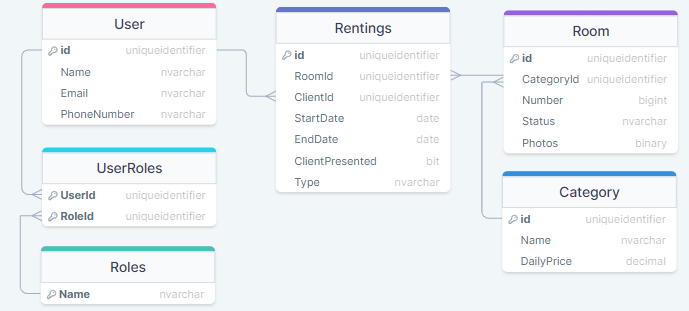 User
id uniqueidentifier
Name nvarchar
Email nvarchar
PhoneNumber nvarchar
UserRoles
UserId uniqueidentifier
RoleId uniqueidentifier
Roles
Name nvarchar
Rentings
id uniqueidentifier
RoomId uniqueidentifier
ClientId uniqueidentifier
StartDate date
EndDate date
ClientPresented bit
Type nvarchar
Room
id uniqueidentifier
CategoryId uniqueidentifier
Number bigint
Status nvarchar
Photos binary
Category
id uniqueidentifier
Name nvarchar
DailyPrice decimal